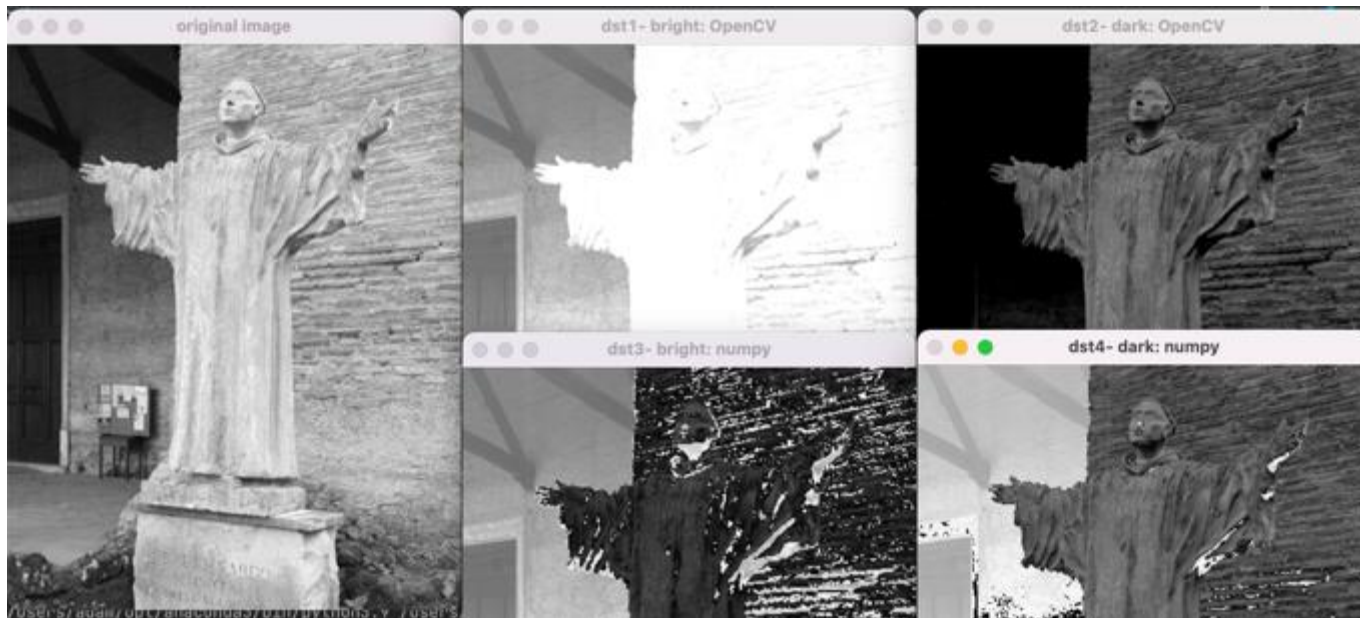 original image
dst1- bright: OpenCV
dst2- dark: OpenCV
dst3- bright: numpy
dst4- dark: numpy